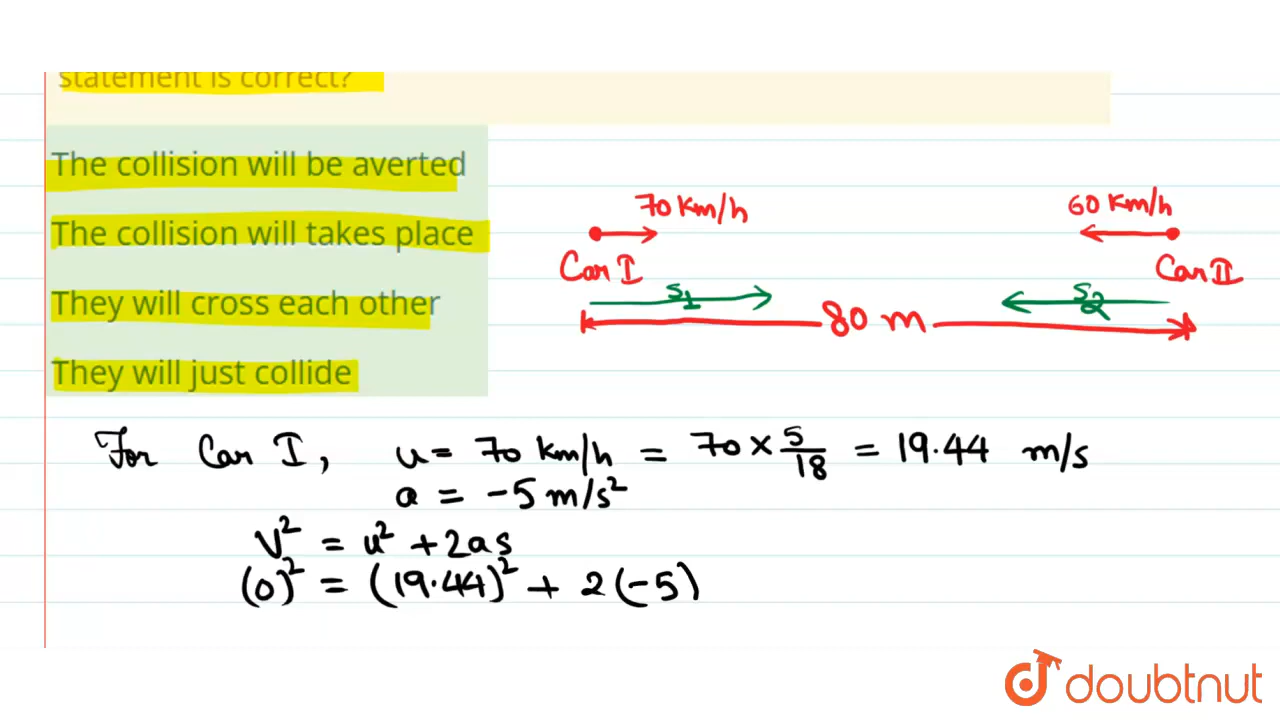 statement is correct?
The collision will be averted
The collision will takes place
They will cross each other
They will just collide
70 Km/h
60 Km/h
Car I
Car II
S1
S2
80 m
For Car I, u = 70 km/h = 70 × 5/18 = 19.44 m/s
a = -5 m/s²
V² = u² + 2as
(0)² = (19.44)² + 2(-5)
doubtnut